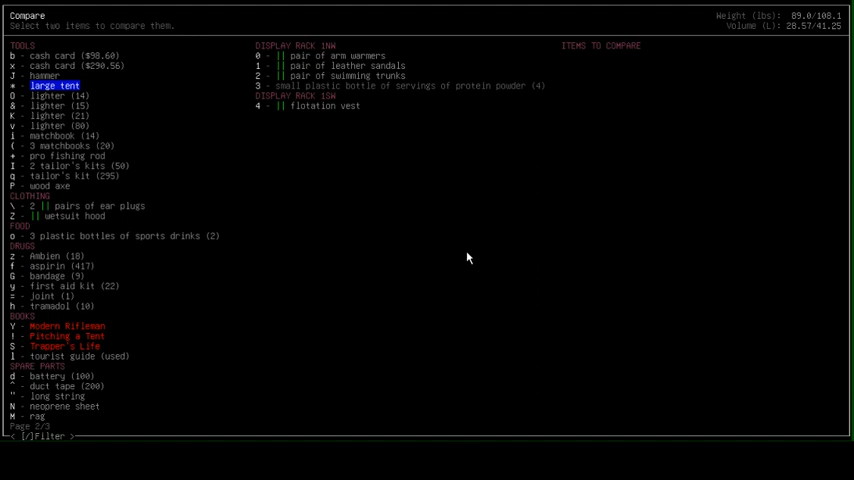 Compare
Select two items to compare them.
Weight (lbs): 89.0/108.1
Volume (L): 28.57/41.25
TOOLS
b - cash card ($98.60)
x - cash card ($290.56)
J - hammer
* - large tent
O - lighter (14)
& - lighter (15)
K - lighter (21)
v - lighter (80)
i - matchbook (14)
( - 3 matchbooks (20)
+ - pro fishing rod
I - 2 tailor's kits (50)
q - tailor's kit (295)
P - wood axe
CLOTHING
\ - 2 || pairs of ear plugs
Z - || wetsuit hood
FOOD
o - 3 plastic bottles of sports drinks (2)
DRUGS
z - Ambien (18)
f - aspirin (417)
G - bandage (9)
y - first aid kit (22)
= - joint (1)
h - tramadol (10)
BOOKS
Y - Modern Rifleman
! - Pitching a Tent
S - Trapper's Life
l - tourist guide (used)
SPARE PARTS
d - battery (100)
^ - duct tape (200)
" - long string
N - neoprene sheet
M - rag
Page 2/3
< [/]Filter >
DISPLAY RACK 1NW
0 - || pair of arm warmers
1 - || pair of leather sandals
2 - || pair of swimming trunks
3 - small plastic bottle of servings of protein powder (4)
DISPLAY RACK 1SW
4 - || flotation vest
ITEMS TO COMPARE